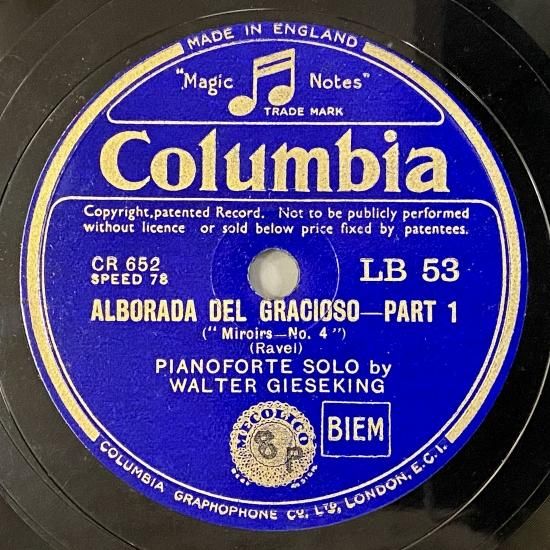 MADE IN ENGLAND
"Magic Notes"
TRADE MARK
Columbia
Copyright, patented Record. Not to be publicly performed
without licence or sold below price fixed by patentees.
CR 652 LB 53
SPEED 78
ALBORADA DEL GRACIOSO—PART 1
("Miroirs—No. 4")
(Ravel)
PIANOFORTE SOLO by
WALTER GIESEKING
MECOLICO
8P
BIEM
COLUMBIA GRAPHOPHONE Co. LTD, LONDON, E.C.1.